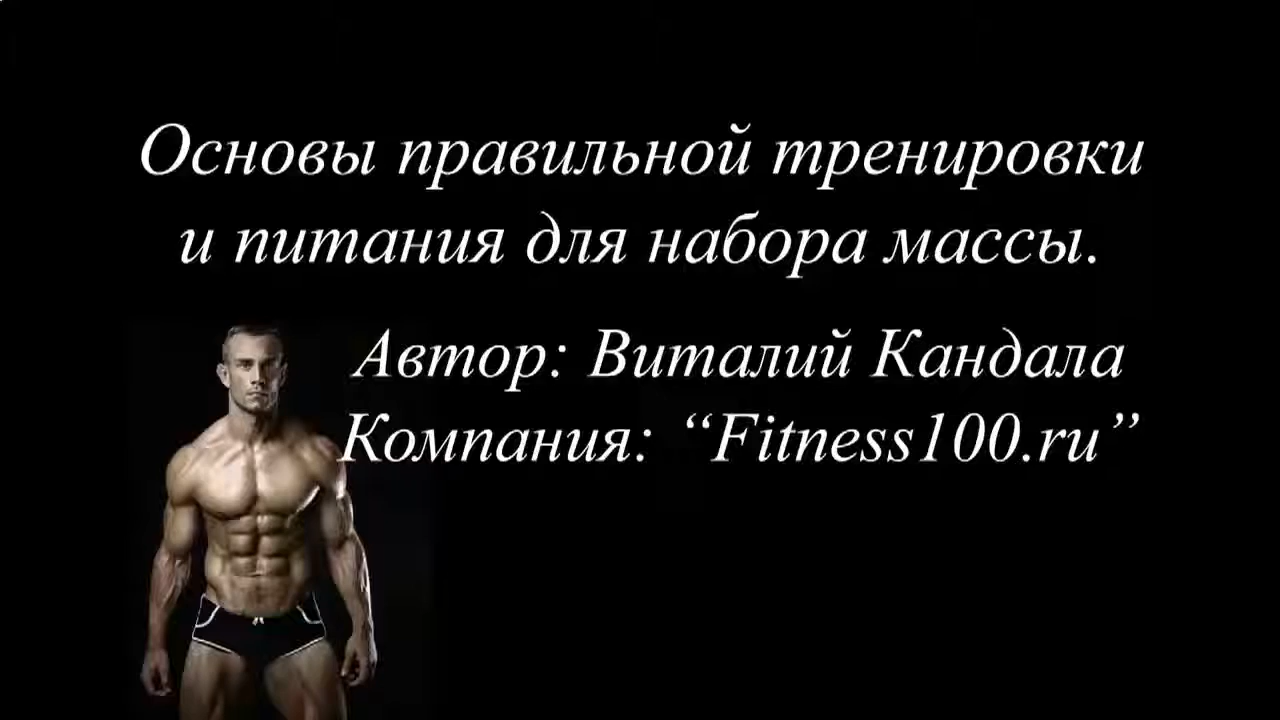 Основы правильной тренировки
и питания для набора массы.
Автор: Виталий Кандала
Компания: “Fitness100.ru”